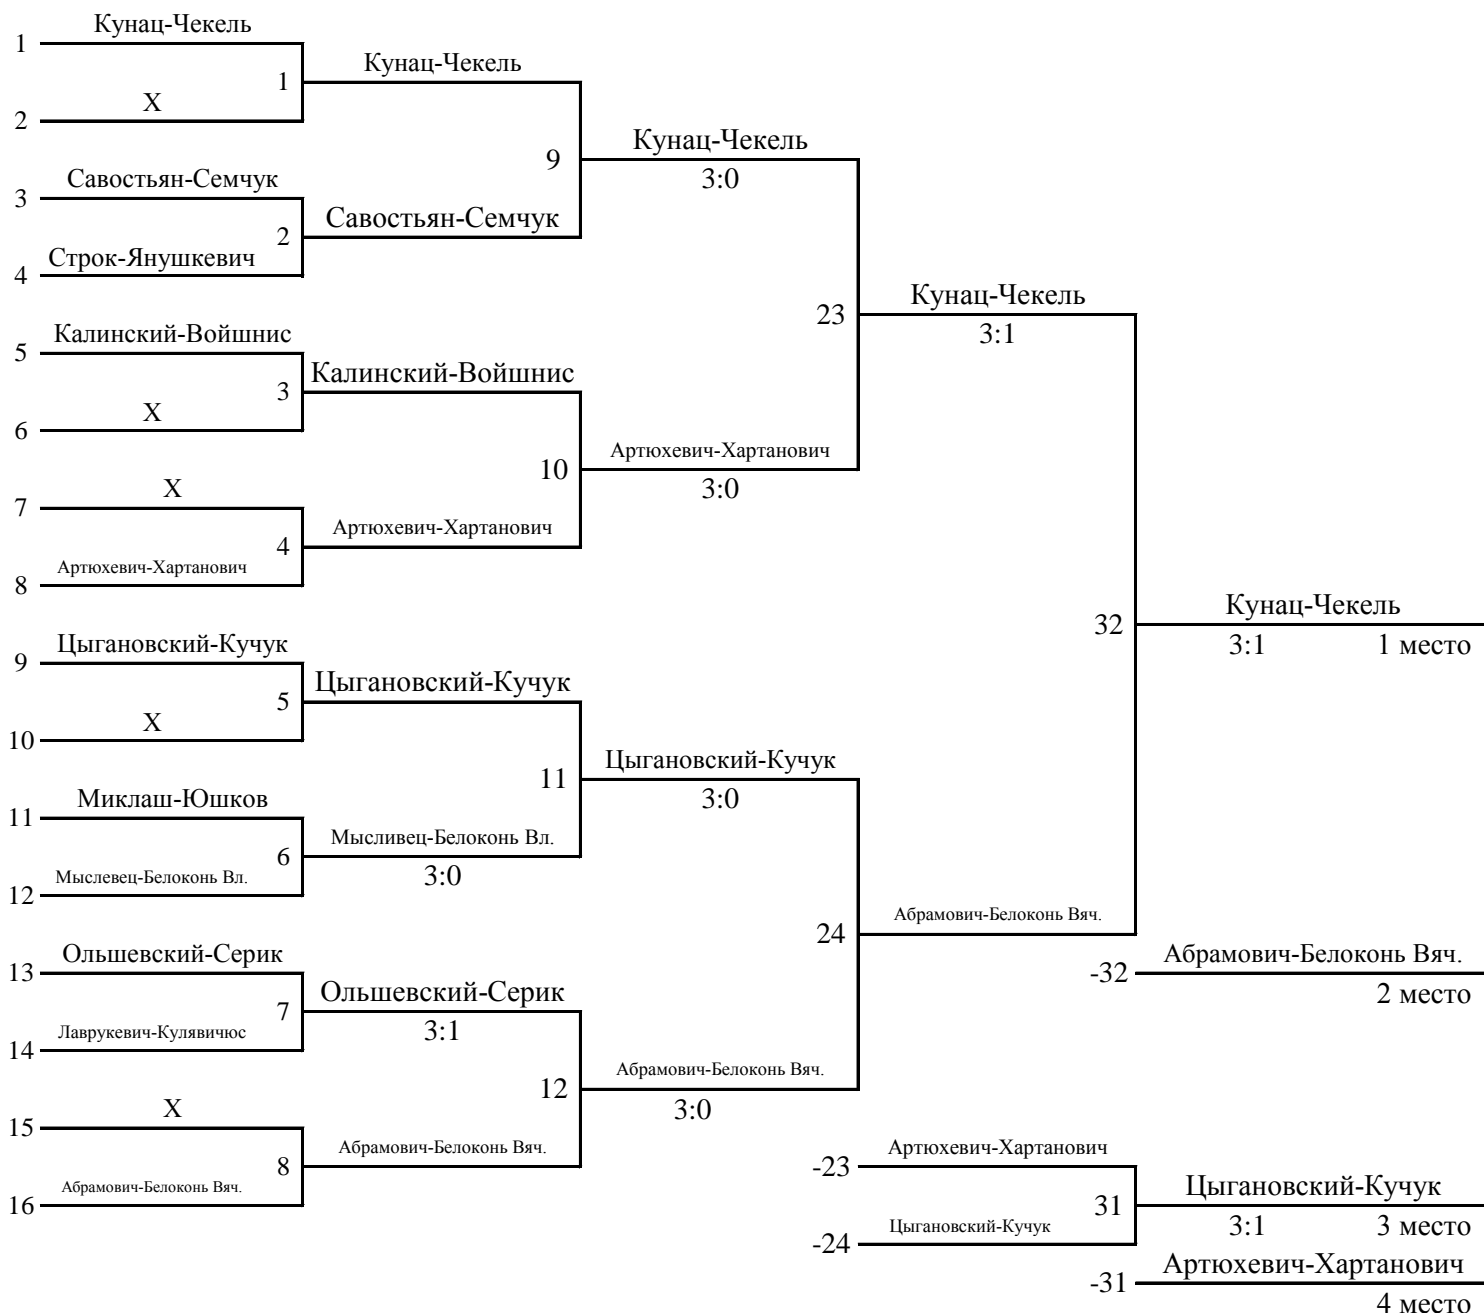 Кунац-Чекель
1
Кунац-Чекель
1
X
2
Кунац-Чекель
9
3:0
Савостьян-Семчук
3
Савостьян-Семчук
2
Строк-Янушкевич
4
Кунац-Чекель
23
3:1
Калинский-Войшнис
5
Калинский-Войшнис
3
X
6
Артюхевич-Хартанович
10
3:0
X
7
Артюхевич-Хартанович
4
Артюхевич-Хартанович
8
Кунац-Чекель
32
3:1 1 место
Цыгановский-Кучук
9
Цыгановский-Кучук
5
X
10
Цыгановский-Кучук
11
3:0
Миклаш-Юшков
11
Мысливец-Белоконь Вл.
6
3:0
Мыслевец-Белоконь Вл.
12
Абрамович-Белоконь Вяч.
24
Ольшевский-Серик
13
Абрамович-Белоконь Вяч.
-32
2 место
Ольшевский-Серик
7
3:1
Лаврукевич-Кулявичюс
14
Абрамович-Белоконь Вяч.
12
3:0
X
15
Абрамович-Белоконь Вяч.
8
Абрамович-Белоконь Вяч.
16
Артюхевич-Хартанович
-23
Цыгановский-Кучук
31
3:1 3 место
Цыгановский-Кучук
-24
Артюхевич-Хартанович
-31
4 место